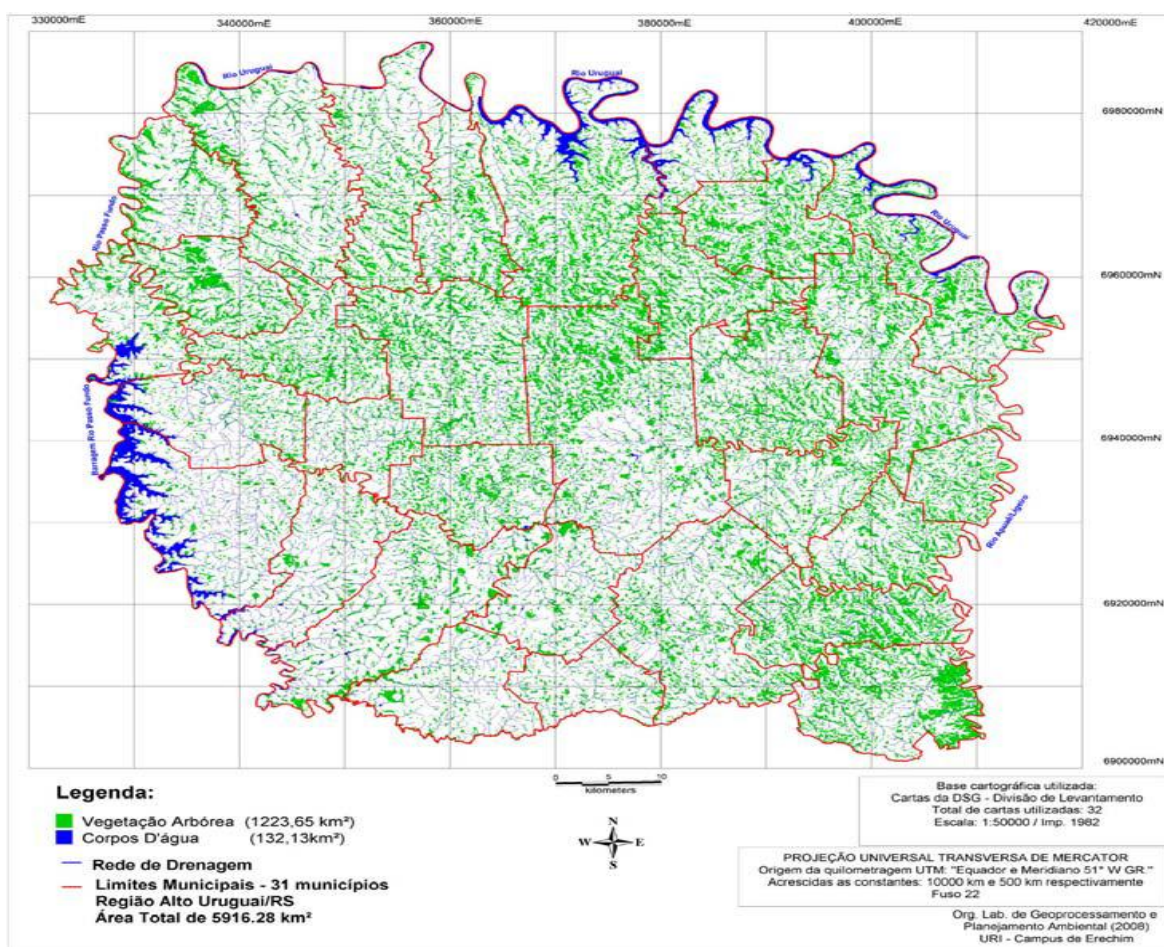 330000mE
340000mE
360000mE
380000mE
400000mE
420000mE
Rio Uruguai
Rio Uruguai
6980000mN
Rio Passo Fundo
Rio Uruguai
6960000mN
Barragem Rio Passo Fundo
6940000mN
Rio Apuaê/Ligeiro
6920000mN
6900000mN
0 5 10
kilometers
Legenda:
Vegetação Arbórea (1223,65 km²)
Corpos D'água (132,13km²)
Rede de Drenagem
Limites Municipais - 31 municípios
Região Alto Uruguai/RS
Área Total de 5916.28 km²
N
W E
S
Base cartográfica utilizada:
Cartas da DSG - Divisão de Levantamento
Total de cartas utilizadas: 32
Escala: 1:50000 / Imp. 1982
PROJEÇÃO UNIVERSAL TRANSVERSA DE MERCATOR
Origem da quilometragem UTM: "Equador e Meridiano 51° W GR."
Acrescidas as constantes: 10000 km e 500 km respectivamente
Fuso 22
Org. Lab. de Geoprocessamento e
Planejamento Ambiental (2008)
URI - Campus de Erechim